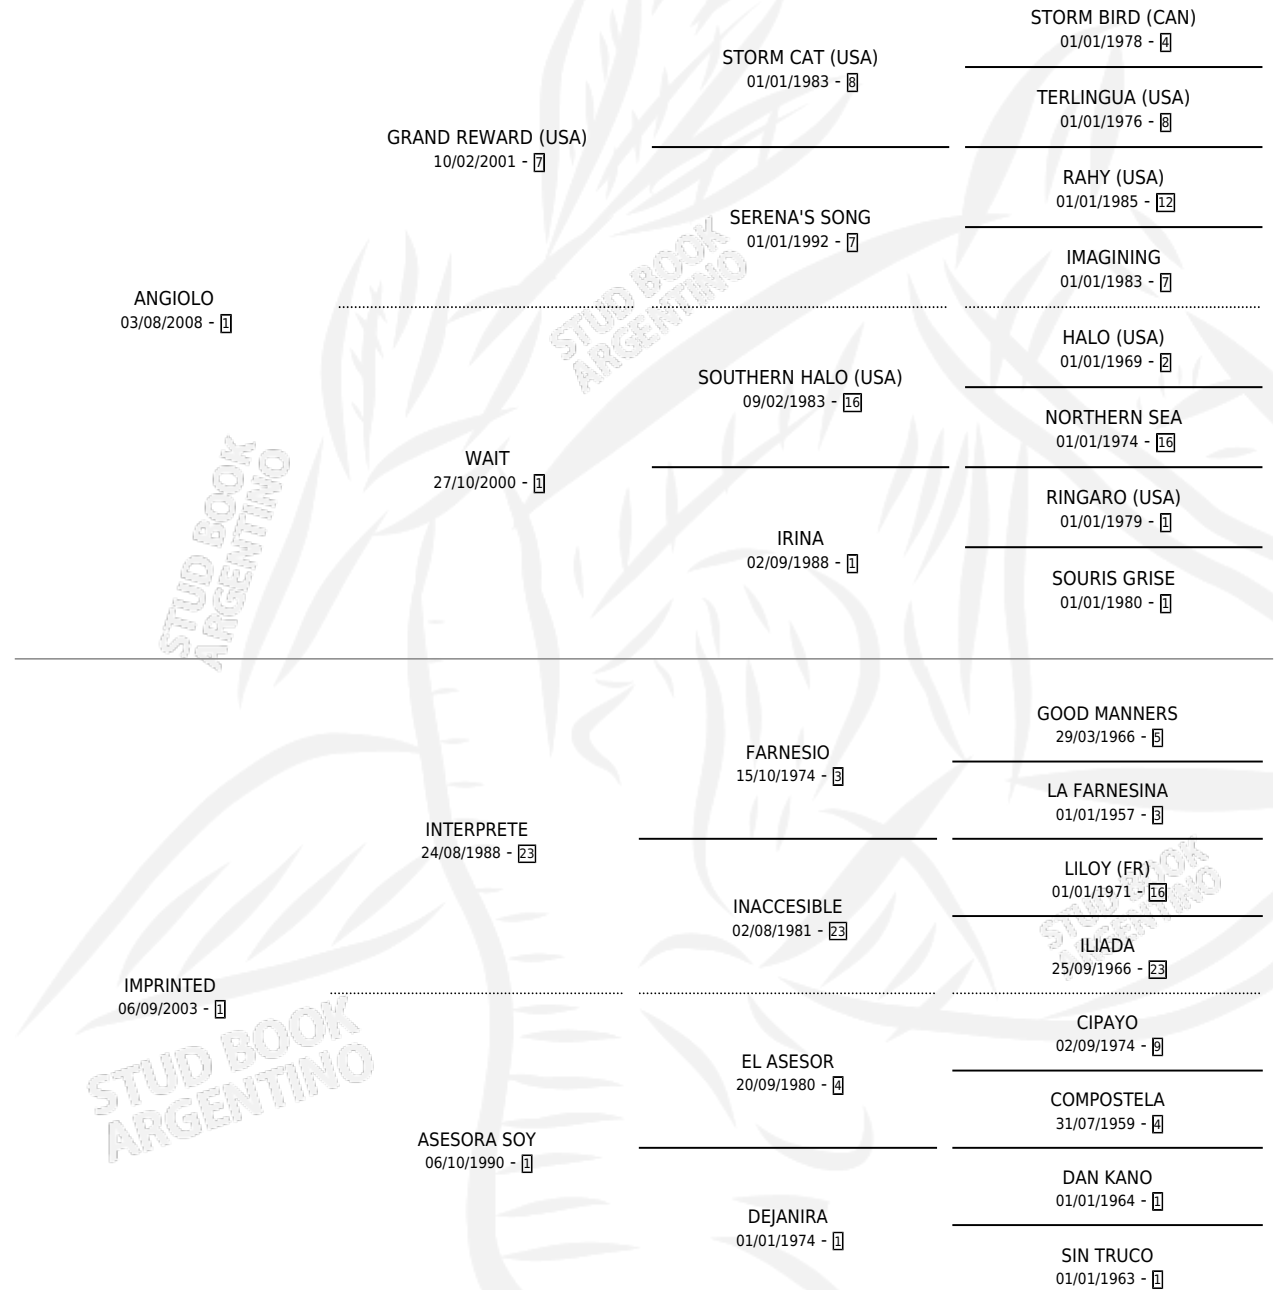 STORM BIRD (CAN)
01/01/1978 - 4
STORM CAT (USA)
01/01/1983 - 8
TERLINGUA (USA)
01/01/1976 - 8
GRAND REWARD (USA)
10/02/2001 - 7
RAHY (USA)
01/01/1985 - 12
SERENA'S SONG
01/01/1992 - 7
IMAGINING
01/01/1983 - 7
ANGIOLO
03/08/2008 - 1
HALO (USA)
01/01/1969 - 2
SOUTHERN HALO (USA)
09/02/1983 - 16
NORTHERN SEA
01/01/1974 - 16
WAIT
27/10/2000 - 1
RINGARO (USA)
01/01/1979 - 1
IRINA
02/09/1988 - 1
SOURIS GRISE
01/01/1980 - 1
STUD BOOK
ARGENTINO
STUD BOOK
ARGENTINO
GOOD MANNERS
29/03/1966 - 5
FARNESIO
15/10/1974 - 3
LA FARNESINA
01/01/1957 - 3
INTERPRETE
24/08/1988 - 23
LILOY (FR)
01/01/1971 - 16
INACCESIBLE
02/08/1981 - 23
ILIADA
25/09/1966 - 23
IMPRINTED
06/09/2003 - 1
CIPAYO
02/09/1974 - 9
EL ASESOR
20/09/1980 - 4
COMPOSTELA
31/07/1959 - 4
ASESORA SOY
06/10/1990 - 1
DAN KANO
01/01/1964 - 1
DEJANIRA
01/01/1974 - 1
SIN TRUCO
01/01/1963 - 1
STUD BOOK
ARGENTINO
STUD BOOK
ARGENTINO